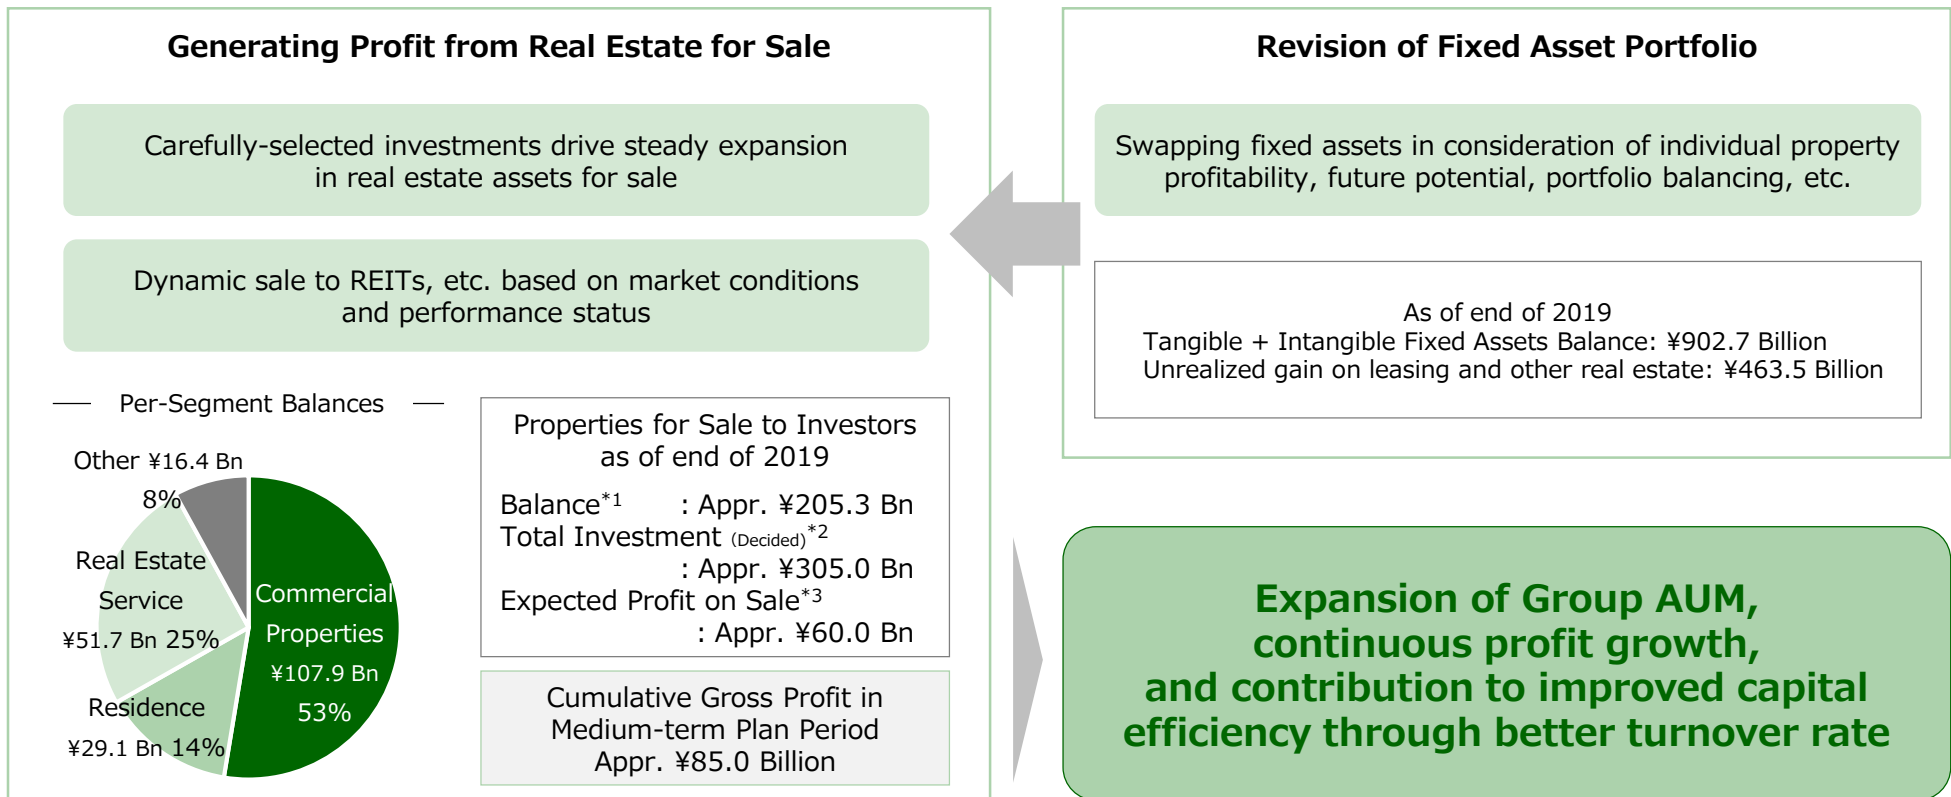 Generating Profit from Real Estate for Sale
Carefully-selected investments drive steady expansion
in real estate assets for sale
Dynamic sale to REITs, etc. based on market conditions
and performance status
Per-Segment Balances
Other ¥16.4 Bn
8%
Real Estate
Service
¥51.7 Bn 25%
Residence
¥29.1 Bn 14%
Commercial
Properties
¥107.9 Bn
53%
Properties for Sale to Investors
as of end of 2019
Balance*1 : Appr. ¥205.3 Bn
Total Investment (Decided)*2
: Appr. ¥305.0 Bn
Expected Profit on Sale*3
: Appr. ¥60.0 Bn
Cumulative Gross Profit in
Medium-term Plan Period
Appr. ¥85.0 Billion
Revision of Fixed Asset Portfolio
Swapping fixed assets in consideration of individual property
profitability, future potential, portfolio balancing, etc.
As of end of 2019
Tangible + Intangible Fixed Assets Balance: ¥902.7 Billion
Unrealized gain on leasing and other real estate: ¥463.5 Billion
Expansion of Group AUM,
continuous profit growth,
and contribution to improved capital
efficiency through better turnover rate